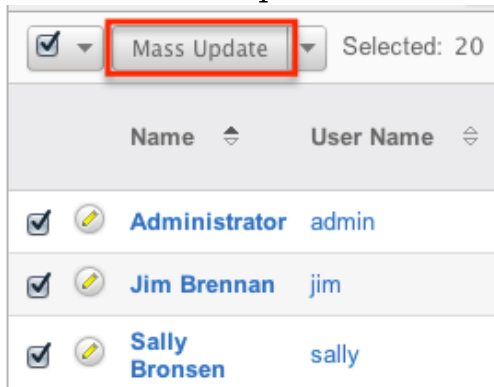 Mass Update Selected: 20
Name User Name
Administrator admin
Jim Brennan jim
Sally
Bronsen sally